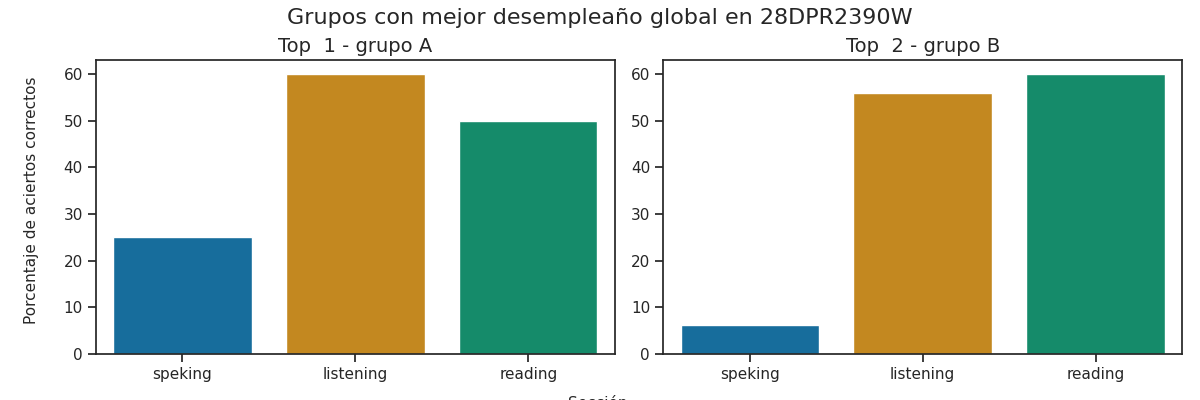 Grupos con mejor desempleaño global en 28DPR2390W
Top 1 - grupo A
Top 2 - grupo B
Porcentaje de aciertos correctos
60
50
40
30
20
10
0
speking
listening
reading
60
50
40
30
20
10
0
speking
listening
reading
Sección